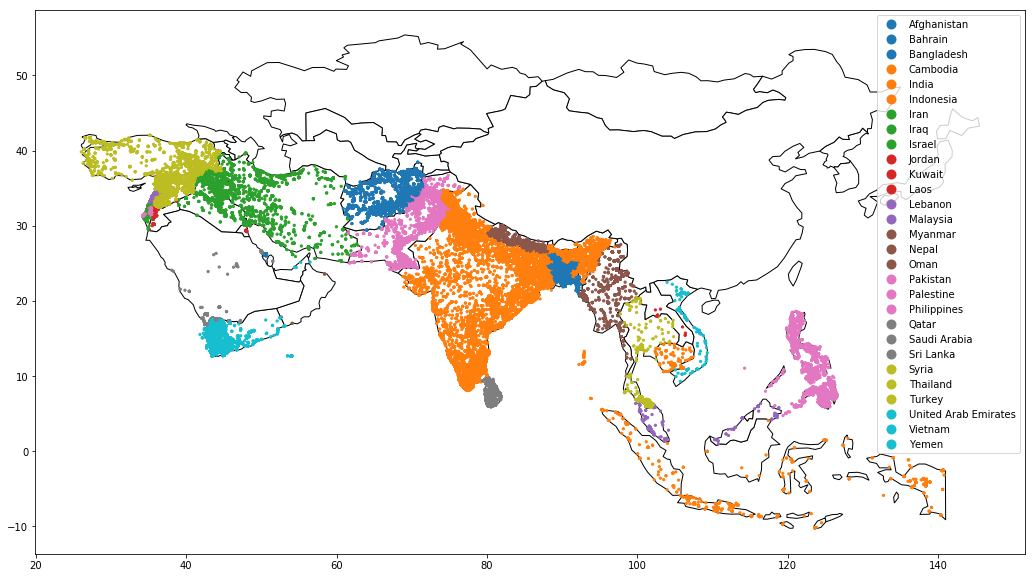 Afghanistan
Bahrain
Bangladesh
Cambodia
India
Indonesia
Iran
Iraq
Israel
Jordan
Kuwait
Laos
Lebanon
Malaysia
Myanmar
Nepal
Oman
Pakistan
Palestine
Philippines
Qatar
Saudi Arabia
Sri Lanka
Syria
Thailand
Turkey
United Arab Emirates
Vietnam
Yemen
50
40
30
20
10
0
−10
20 40 60 80 100 120 140